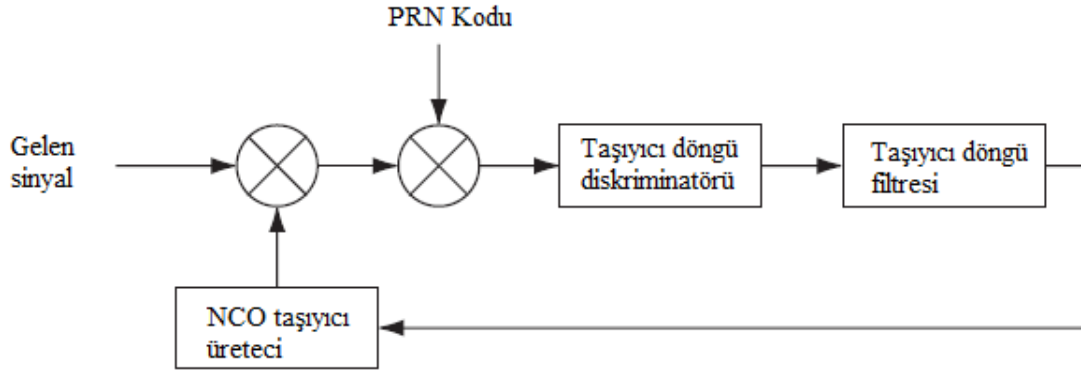 PRN Kodu
Gelen
sinyal
Taşıyıcı döngü
diskriminatörü
Taşıyıcı döngü
filtresi
NCO taşıyıcı
üreteci